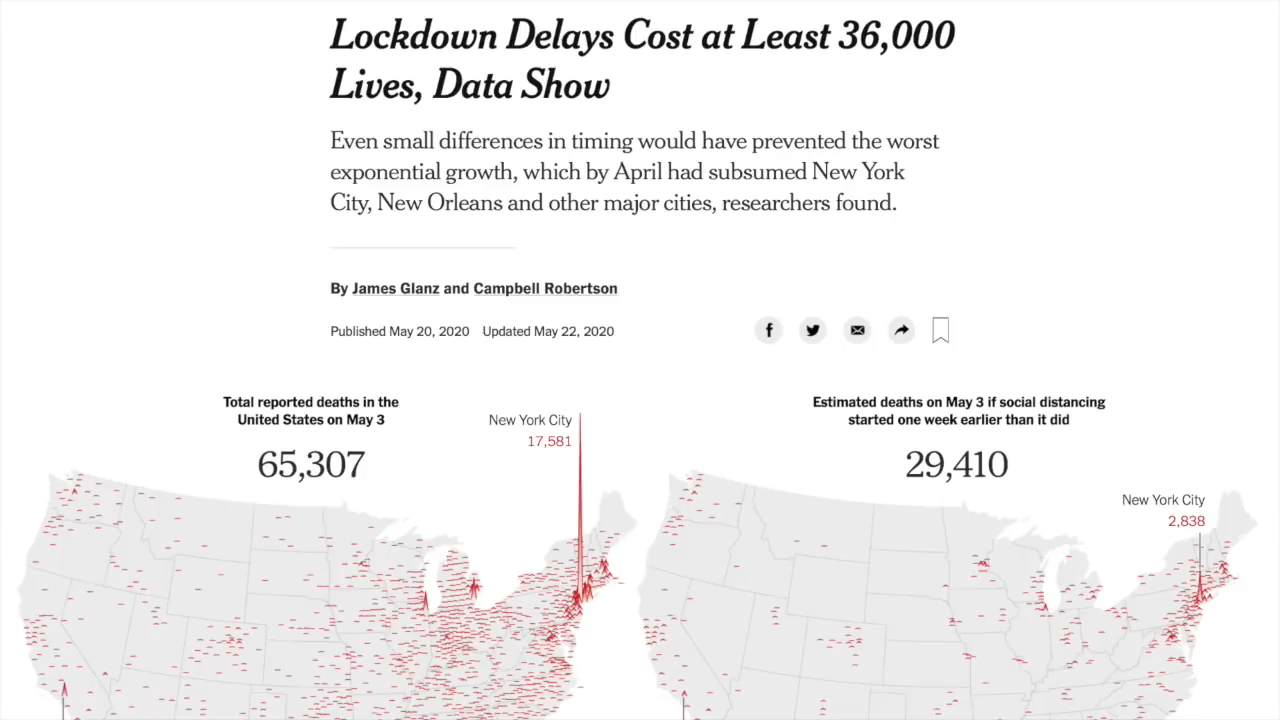 Lockdown Delays Cost at Least 36,000
Lives, Data Show
Even small differences in timing would have prevented the worst
exponential growth, which by April had subsumed New York
City, New Orleans and other major cities, researchers found.
By James Glanz and Campbell Robertson
Published May 20, 2020 Updated May 22, 2020
Total reported deaths in the
United States on May 3
65,307
New York City
17,581
Estimated deaths on May 3 if social distancing
started one week earlier than it did
29,410
New York City
2,838